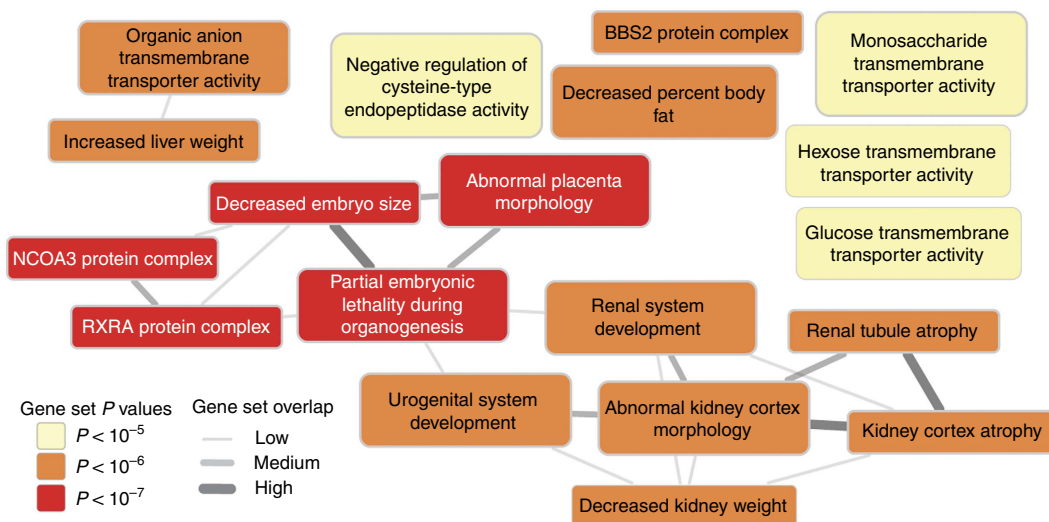 Organic anion
transmembrane
transporter activity
Increased liver weight
Negative regulation of
cysteine-type
endopeptidase activity
BBS2 protein complex
Decreased percent body
fat
Monosaccharide
transmembrane
transporter activity
Hexose transmembrane
transporter activity
Glucose transmembrane
transporter activity
Decreased embryo size
Abnormal placenta
morphology
NCOA3 protein complex
RXRA protein complex
Partial embryonic
lethality during
organogenesis
Renal system
development
Renal tubule atrophy
Urogenital system
development
Abnormal kidney cortex
morphology
Kidney cortex atrophy
Decreased kidney weight
Gene set P values
P < 10⁻⁵
P < 10⁻⁶
P < 10⁻⁷
Gene set overlap
Low
Medium
High